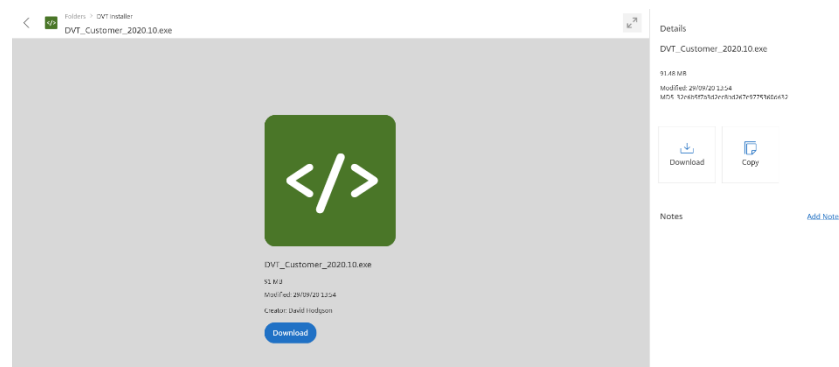 Folders > DVT Installer
DVT_Customer_2020.10.exe
</>
</>
DVT_Customer_2020.10.exe
91 MB
Modified: 29/09/20 13:54
Creator: David Hodgson
Download
Details
DVT_Customer_2020.10.exe
91.48 MB
Modified: 29/09/20 13:54
MD5:
Download
Copy
Notes
Add Note